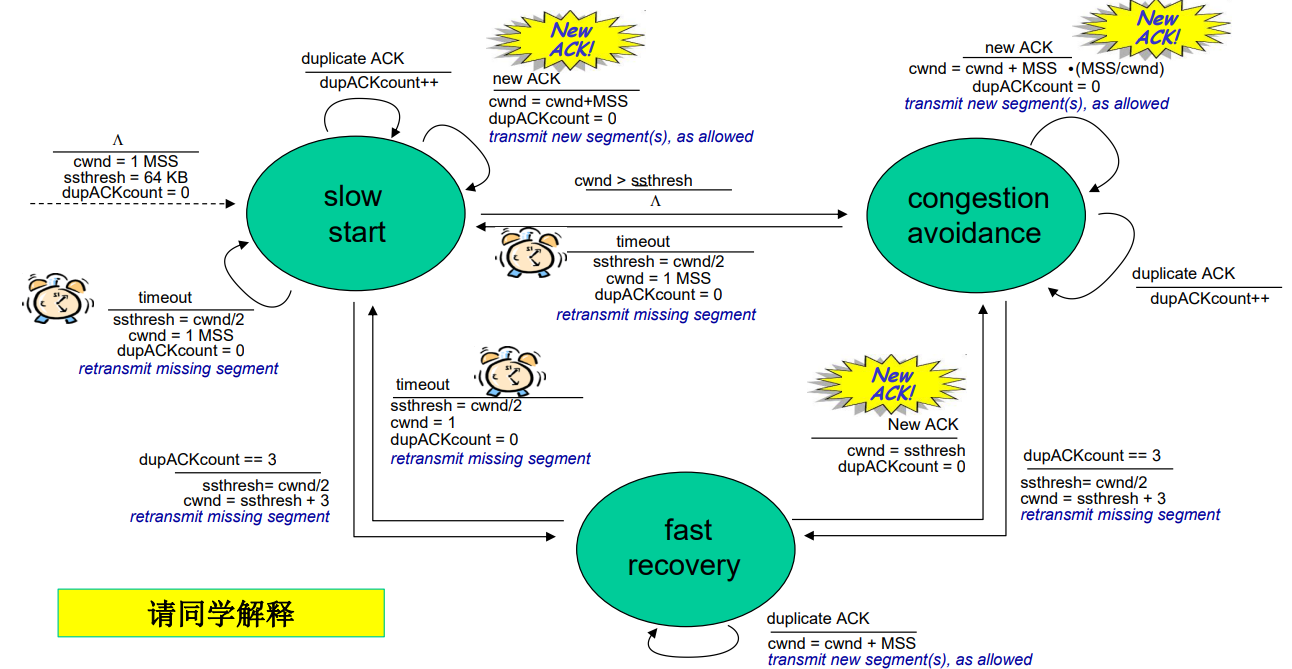 New
ACK!
duplicate ACK
dupACKcount++
new ACK
cwnd = cwnd+MSS
dupACKcount = 0
transmit new segment(s), as allowed
New
ACK!
new ACK
cwnd = cwnd + MSS •(MSS/cwnd)
dupACKcount = 0
transmit new segment(s), as allowed
Λ
cwnd = 1 MSS
ssthresh = 64 KB
dupACKcount = 0
slow
start
cwnd > ssthresh
Λ
congestion
avoidance
timeout
ssthresh = cwnd/2
cwnd = 1 MSS
dupACKcount = 0
retransmit missing segment
duplicate ACK
dupACKcount++
timeout
ssthresh = cwnd/2
cwnd = 1 MSS
dupACKcount = 0
retransmit missing segment
timeout
ssthresh = cwnd/2
cwnd = 1
dupACKcount = 0
retransmit missing segment
New
ACK!
New ACK
cwnd = ssthresh
dupACKcount = 0
dupACKcount == 3
ssthresh= cwnd/2
cwnd = ssthresh + 3
retransmit missing segment
dupACKcount == 3
ssthresh= cwnd/2
cwnd = ssthresh + 3
retransmit missing segment
fast
recovery
请同学解释
duplicate ACK
cwnd = cwnd + MSS
transmit new segment(s), as allowed